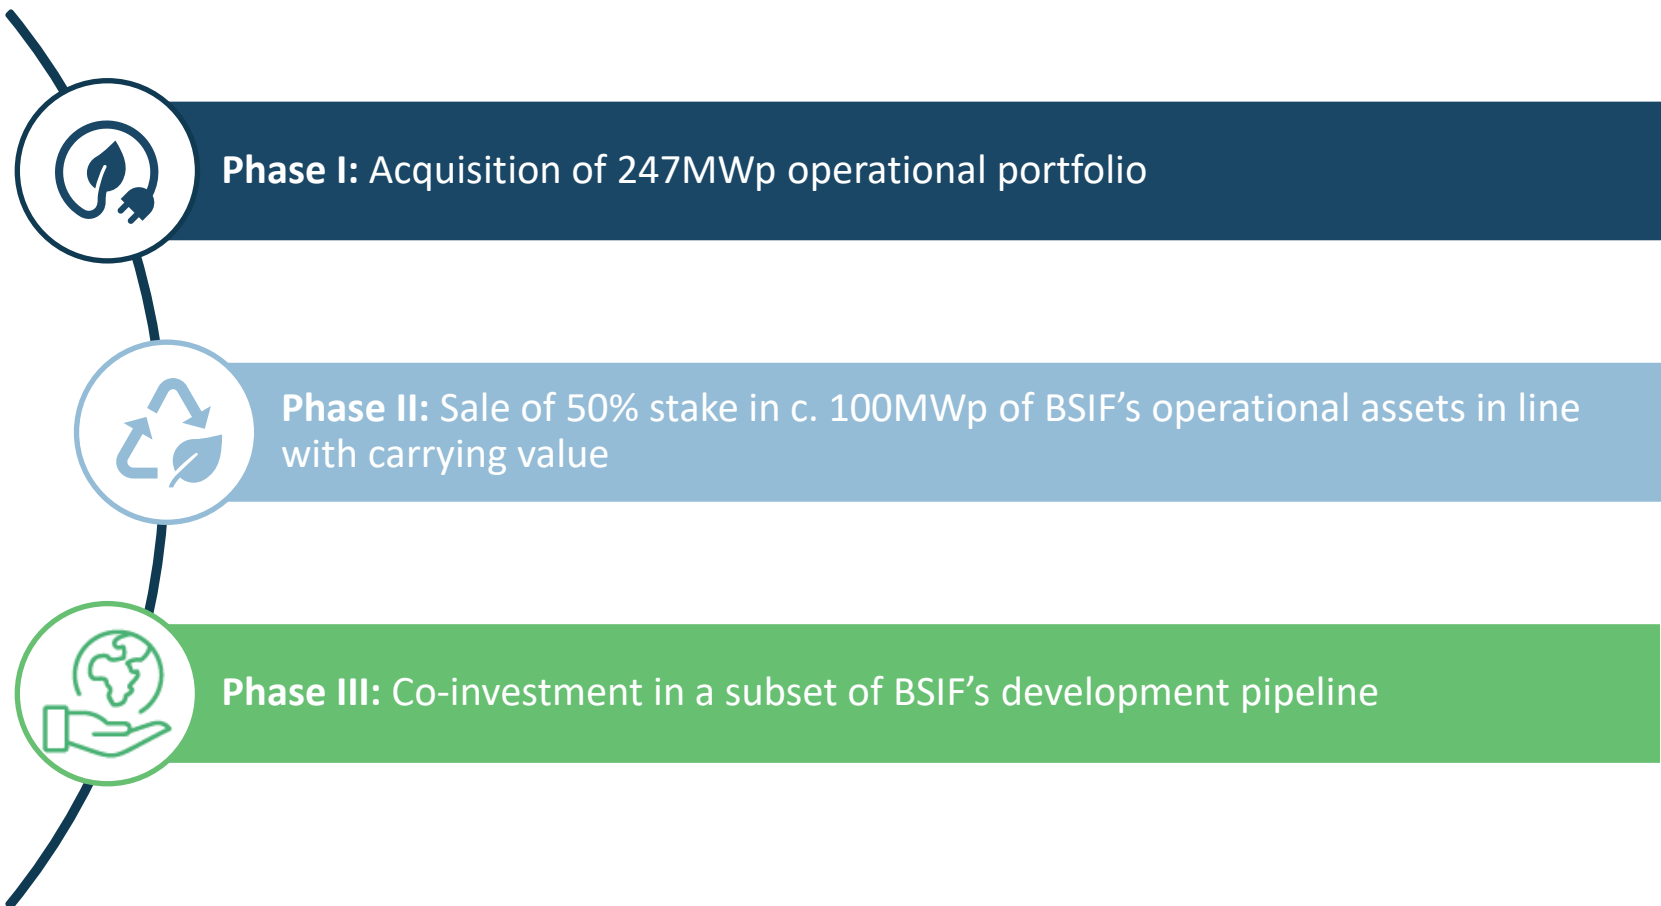 Phase I: Acquisition of 247MWp operational portfolio
Phase II: Sale of 50% stake in c. 100MWp of BSIF’s operational assets in line
with carrying value
Phase III: Co-investment in a subset of BSIF’s development pipeline